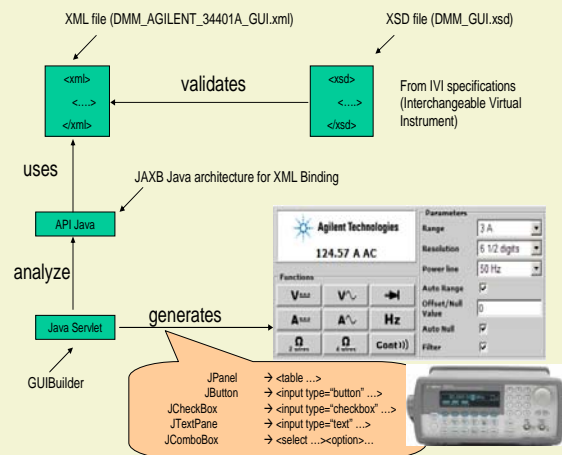 XML file (DMM_AGILENT_34401A_GUI.xml)
XSD file (DMM_GUI.xsd)
<xml>
<....>
</xml>
validates
<xsd>
<....>
</xsd>
From IVI specifications
(Interchangeable Virtual
Instrument)
uses
JAXB Java architecture for XML Binding
API Java
analyze
Java Servlet
generates
GUIBuilder
Agilent Technologies
124.57 A AC
Functions
V
V
A
A
Hz
Ω
2 wires
Ω
4 wires
Cont))
Parameters
Range 3 A
Resolution 6 1/2 digits
Power line 50 Hz
Auto Range
Offset/Null
Value 0
Auto Null
Filter
JPanel → <table ...>
JButton → <input type="button" ...>
JCheckBox → <input type="checkbox" ...>
JTextPane → <input type="text" ...>
JComboBox → <select ...><option>...